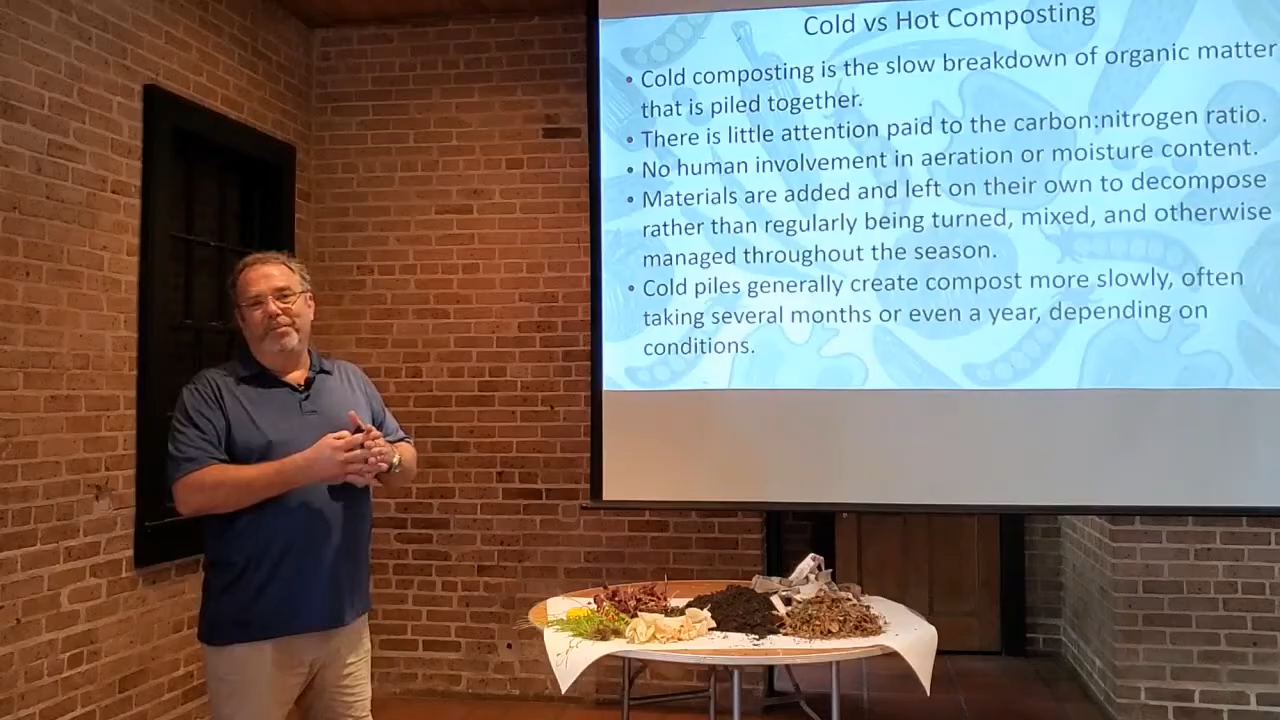 Cold vs Hot Composting
• Cold composting is the slow breakdown of organic matter
that is piled together.
• There is little attention paid to the carbon:nitrogen ratio.
• No human involvement in aeration or moisture content.
• Materials are added and left on their own to decompose
rather than regularly being turned, mixed, and otherwise
managed throughout the season.
• Cold piles generally create compost more slowly, often
taking several months or even a year, depending on
conditions.